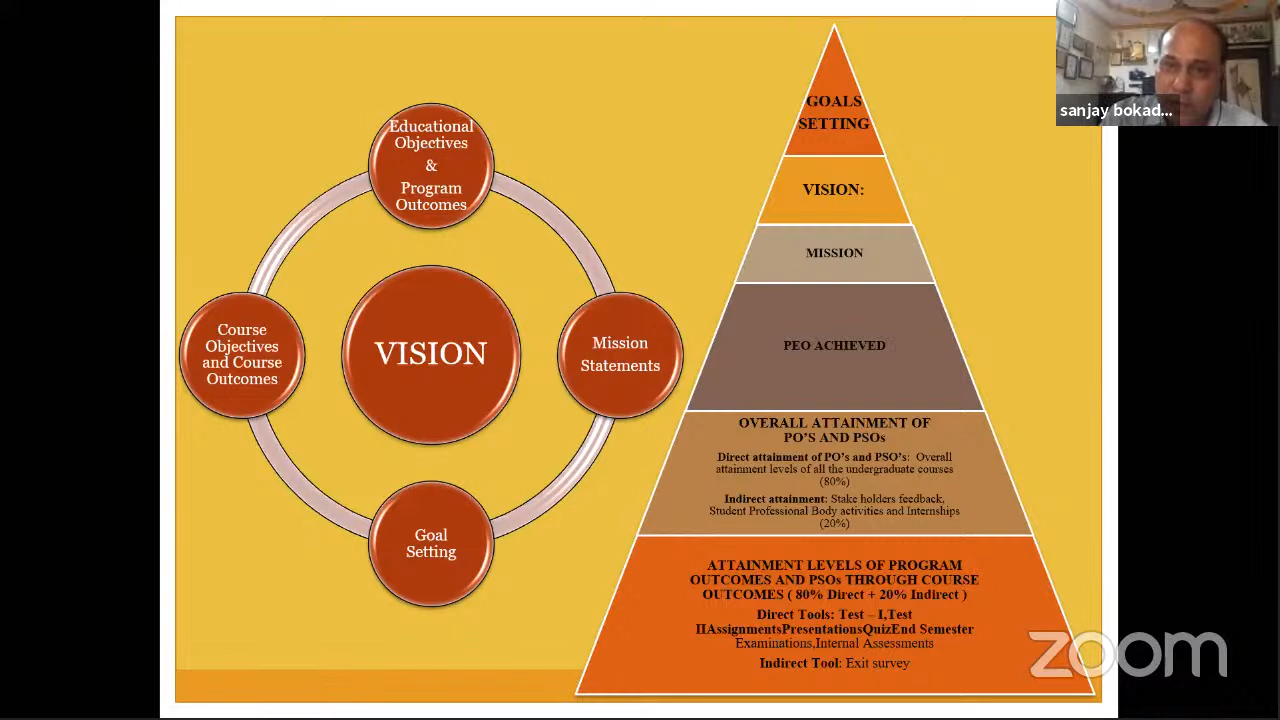 Educational
Objectives
&
Program
Outcomes
Course
Objectives
and Course
Outcomes
VISION
Mission
Statements
Goal
Setting
GOALS
SETTING
VISION:
MISSION
PEO ACHIEVED
OVERALL ATTAINMENT OF
PO'S AND PSOs
Direct attainment of PO's and PSO's: Overall
attainment levels of all the undergraduate courses
(80%)
Indirect attainment: Stake holders feedback,
Student Professional Body activities and Internships
(20%)
ATTAINMENT LEVELS OF PROGRAM
OUTCOMES AND PSOs THROUGH COURSE
OUTCOMES ( 80% Direct + 20% Indirect )
Direct Tools: Test – I,Test
IIAssignmentsPresentationsQuizEnd Semester
Examinations,Internal Assessments
Indirect Tool: Exit survey
sanjay bokad...
zoom